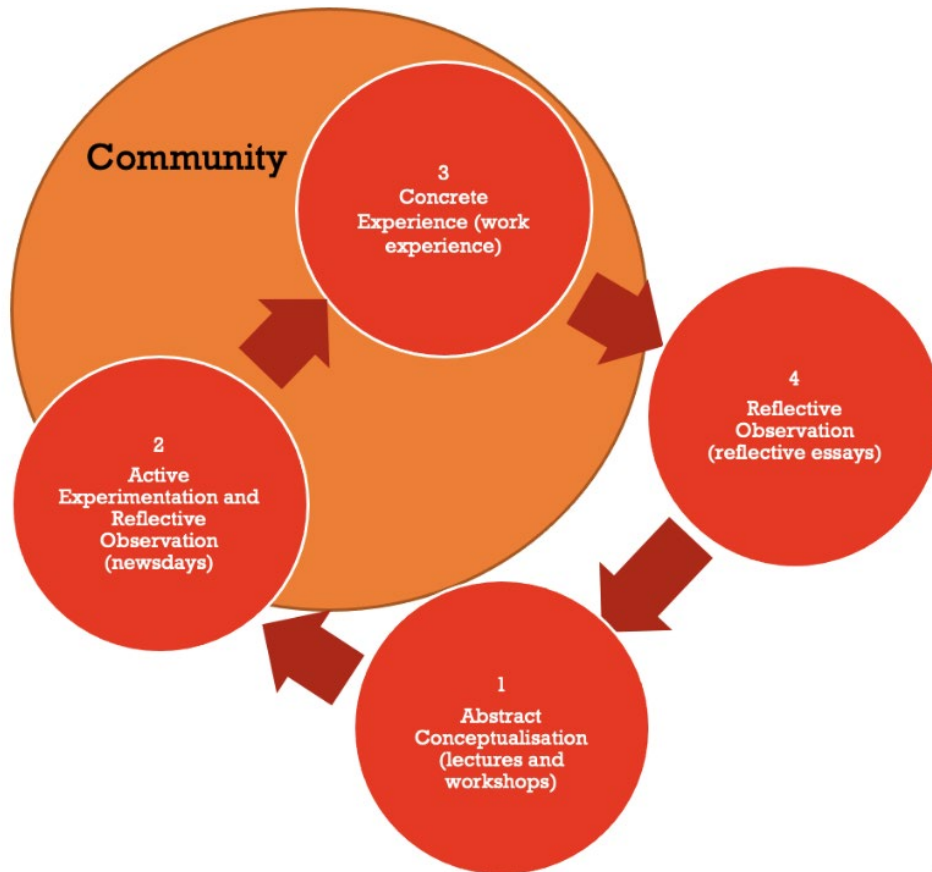 Community
3
Concrete
Experience (work
experience)
4
Reflective
Observation
(reflective essays)
2
Active
Experimentation and
Reflective
Observation
(newsdays)
1
Abstract
Conceptualisation
(lectures and
workshops)